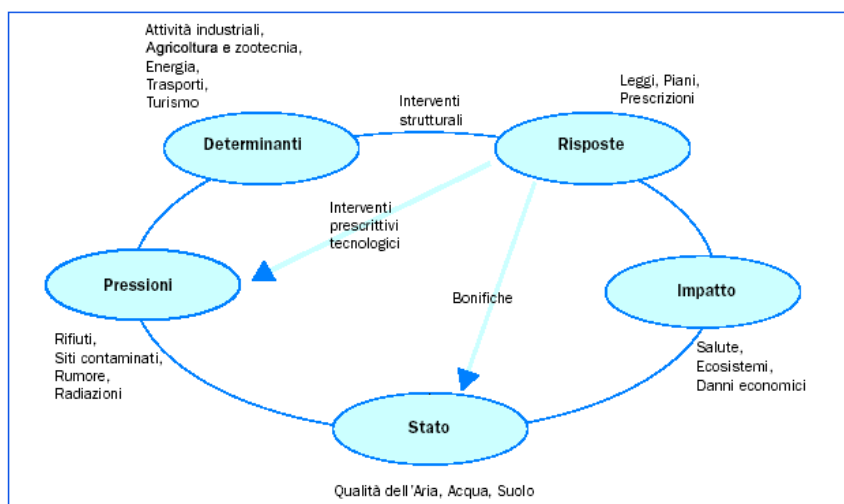 Attività industriali,
Agricoltura e zootecnia,
Energia,
Trasporti,
Turismo
Interventi
strutturali
Leggi, Piani,
Prescrizioni
Determinanti
Risposte
Interventi
prescrittivi
tecnologici
Pressioni
Bonifiche
Impatto
Rifiuti,
Siti contaminati,
Rumore,
Radiazioni
Salute,
Ecosistemi,
Danni economici
Stato
Qualità dell'Aria, Acqua, Suolo